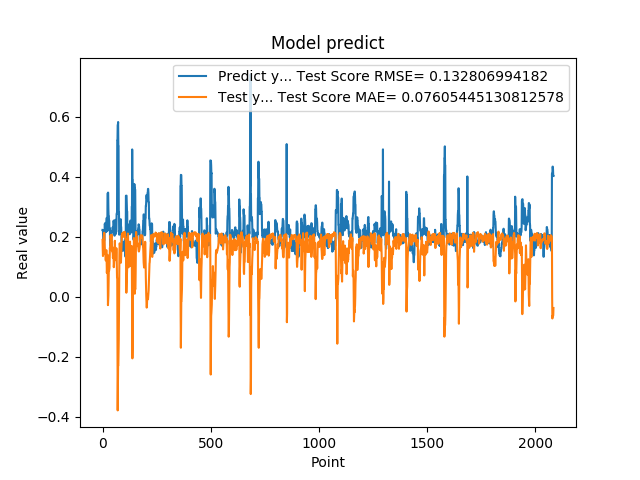 Model predict
Predict y... Test Score RMSE= 0.132806994182
Test y... Test Score MAE= 0.07605445130812578
0.6
0.4
0.2
0.0
−0.2
−0.4
Real value
0 500 1000 1500 2000
Point